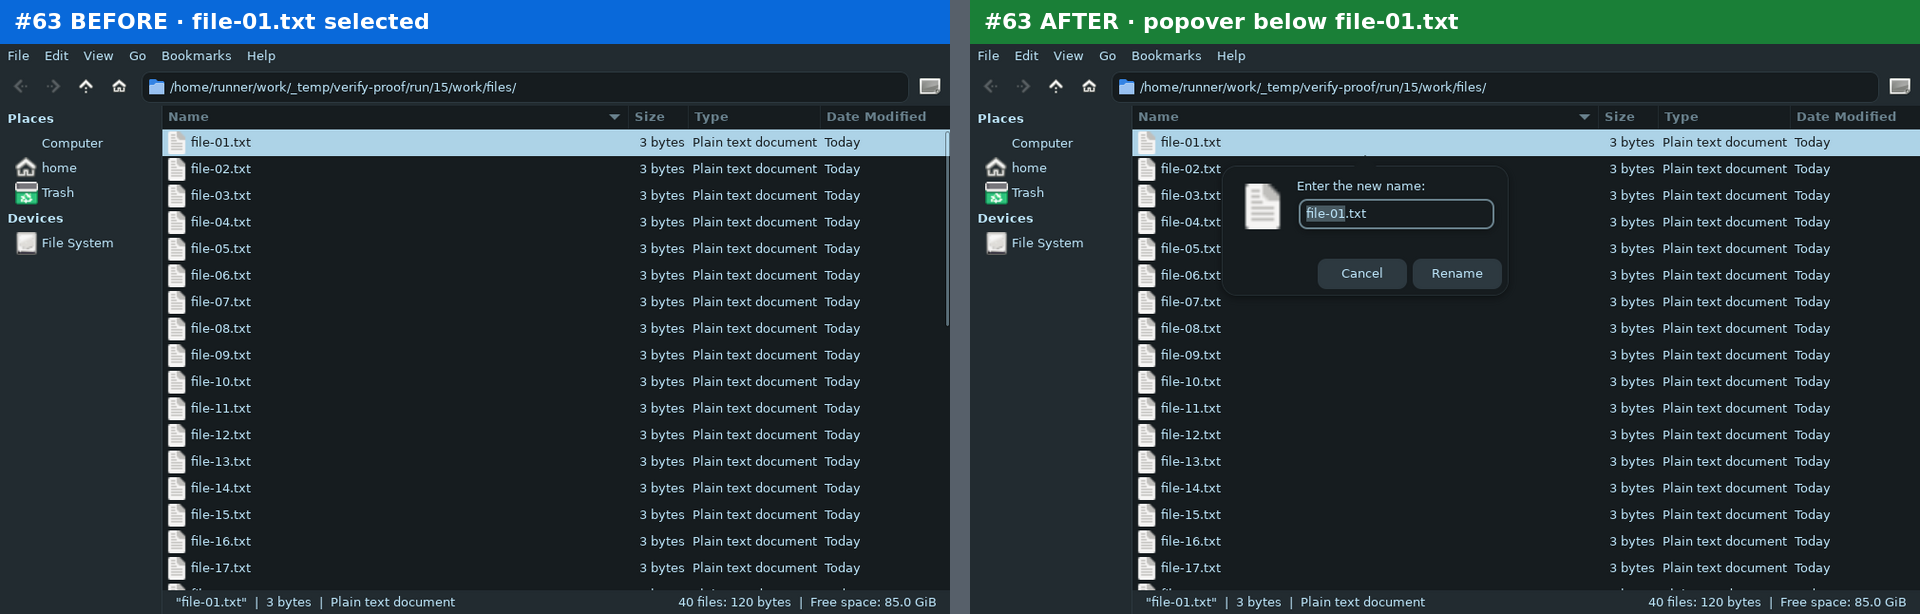 #63 BEFORE · file-01.txt selected
File Edit View Go Bookmarks Help
/home/runner/work/_temp/verify-proof/run/15/work/files/
Places
Computer
home
Trash
Devices
File System
Name Size Type Date Modified
file-01.txt 3 bytes Plain text document Today
file-02.txt 3 bytes Plain text document Today
file-03.txt 3 bytes Plain text document Today
file-04.txt 3 bytes Plain text document Today
file-05.txt 3 bytes Plain text document Today
file-06.txt 3 bytes Plain text document Today
file-07.txt 3 bytes Plain text document Today
file-08.txt 3 bytes Plain text document Today
file-09.txt 3 bytes Plain text document Today
file-10.txt 3 bytes Plain text document Today
file-11.txt 3 bytes Plain text document Today
file-12.txt 3 bytes Plain text document Today
file-13.txt 3 bytes Plain text document Today
file-14.txt 3 bytes Plain text document Today
file-15.txt 3 bytes Plain text document Today
file-16.txt 3 bytes Plain text document Today
file-17.txt 3 bytes Plain text document Today
"file-01.txt" | 3 bytes | Plain text document 40 files: 120 bytes | Free space: 85.0 GiB
#63 AFTER · popover below file-01.txt
File Edit View Go Bookmarks Help
/home/runner/work/_temp/verify-proof/run/15/work/files/
Places
Computer
home
Trash
Devices
File System
Name Size Type Date Modified
file-01.txt 3 bytes Plain text document Today
file-02.txt 3 bytes Plain text document Today
file-03.txt 3 bytes Plain text document Today
file-04.txt 3 bytes Plain text document Today
file-05.txt 3 bytes Plain text document Today
file-06.txt 3 bytes Plain text document Today
file-07.txt 3 bytes Plain text document Today
file-08.txt 3 bytes Plain text document Today
file-09.txt 3 bytes Plain text document Today
file-10.txt 3 bytes Plain text document Today
file-11.txt 3 bytes Plain text document Today
file-12.txt 3 bytes Plain text document Today
file-13.txt 3 bytes Plain text document Today
file-14.txt 3 bytes Plain text document Today
file-15.txt 3 bytes Plain text document Today
file-16.txt 3 bytes Plain text document Today
file-17.txt 3 bytes Plain text document Today
Enter the new name:
file-01.txt
Cancel Rename
"file-01.txt" | 3 bytes | Plain text document 40 files: 120 bytes | Free space: 85.0 GiB